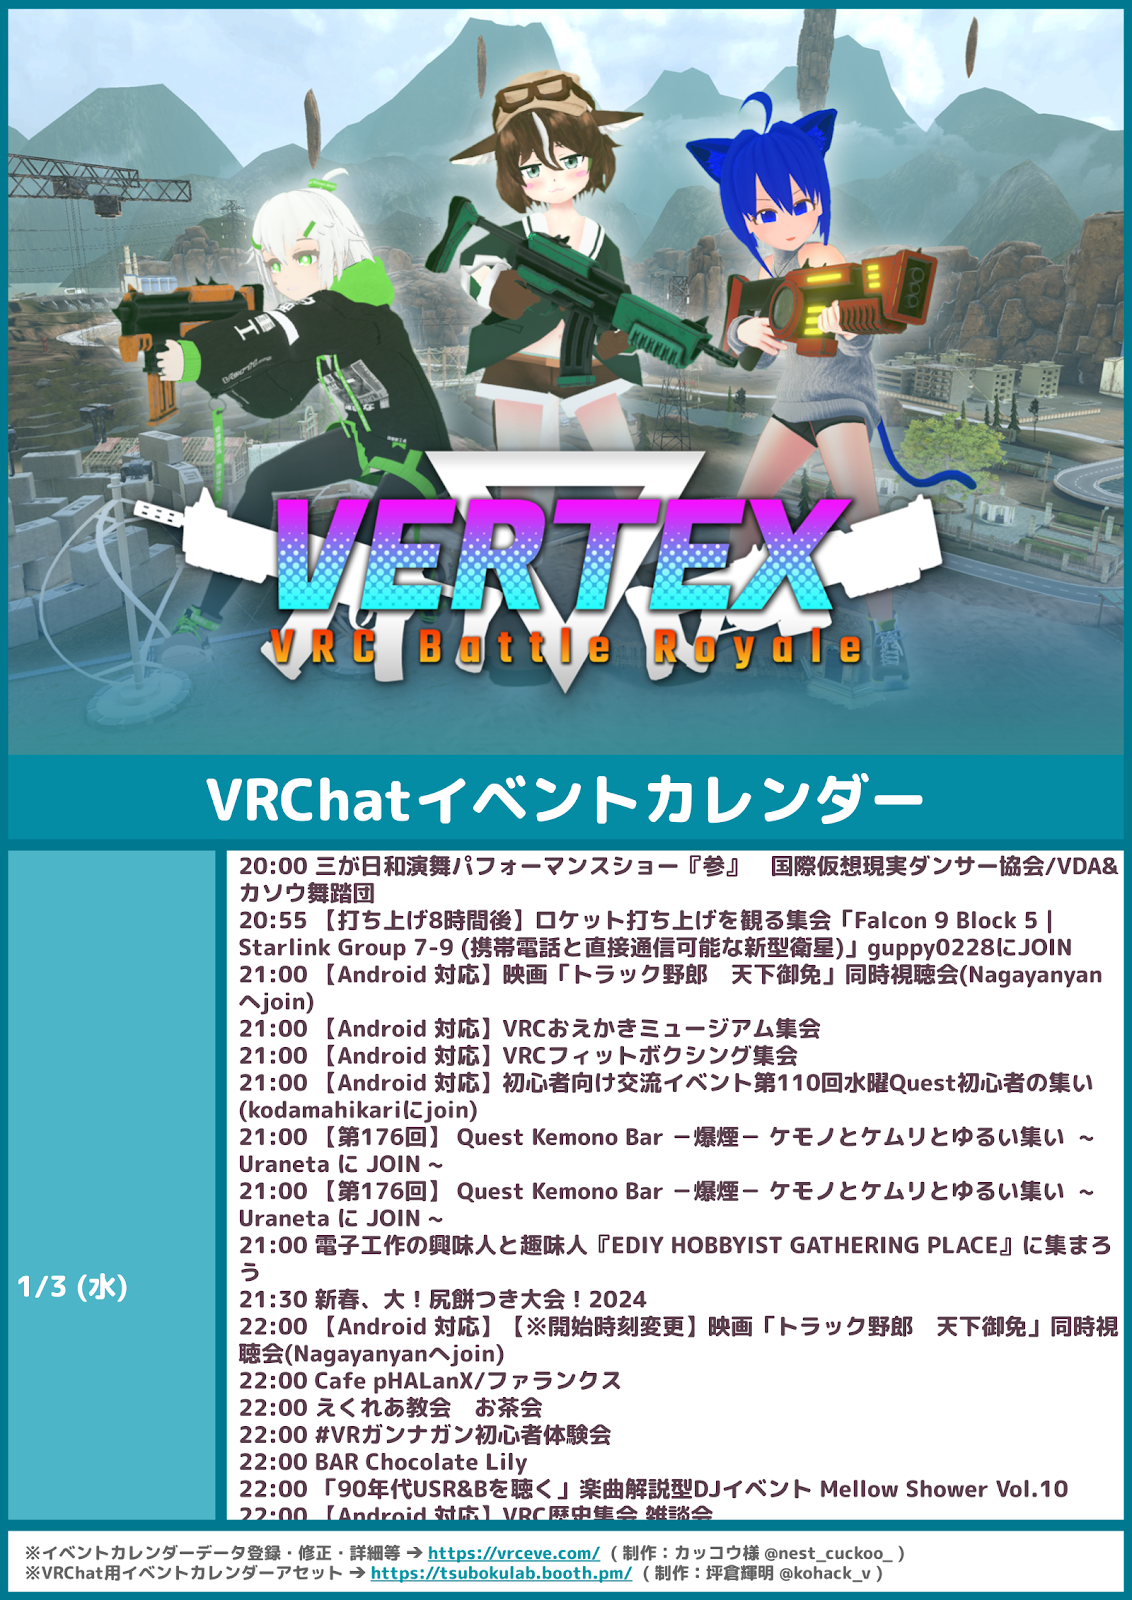 VERTEX
VRC Battle Royale
VRChatイベントカレンダー
1/3 (水)
20:00 三が日和演舞パフォーマンスショー『参』　国際仮想現実ダンサー協会/VDA&
カソウ舞踏団
20:55 【打ち上げ8時間後】ロケット打ち上げを観る集会「Falcon 9 Block 5 |
Starlink Group 7-9 (携帯電話と直接通信可能な新型衛星)」guppy0228にJOIN
21:00 【Android 対応】映画「トラック野郎　天下御免」同時視聴会(Nagayanyan
へjoin)
21:00 【Android 対応】VRCおえかきミュージアム集会
21:00 【Android 対応】VRCフィットボクシング集会
21:00 【Android 対応】初心者向け交流イベント第110回水曜Quest初心者の集い
(kodamahikariにjoin)
21:00 【第176回】 Quest Kemono Bar －爆煙－ ケモノとケムリとゆるい集い ～
Uraneta に JOIN ~
21:00 【第176回】 Quest Kemono Bar －爆煙－ ケモノとケムリとゆるい集い ～
Uraneta に JOIN ~
21:00 電子工作の興味人と趣味人『EDIY HOBBYIST GATHERING PLACE』に集まろ
う
21:30 新春、大！尻餅つき大会！2024
22:00 【Android 対応】【※開始時刻変更】映画「トラック野郎　天下御免」同時視
聴会(Nagayanyanへjoin)
22:00 Cafe pHALanX/ファランクス
22:00 えくれあ教会　お茶会
22:00 #VRガンナガン初心者体験会
22:00 BAR Chocolate Lily
22:00 「90年代USR&Bを聴く」楽曲解説型DJイベント Mellow Shower Vol.10
22:00 【Android 対応】VRC歴史集会 雑談会
※イベントカレンダーデータ登録・修正・詳細等 → https://vrceve.com/ ( 制作：カッコウ様 @nest_cuckoo_ )
※VRChat用イベントカレンダーアセット → https://tsubokulab.booth.pm/ ( 制作：坪倉輝明 @kohack_v )